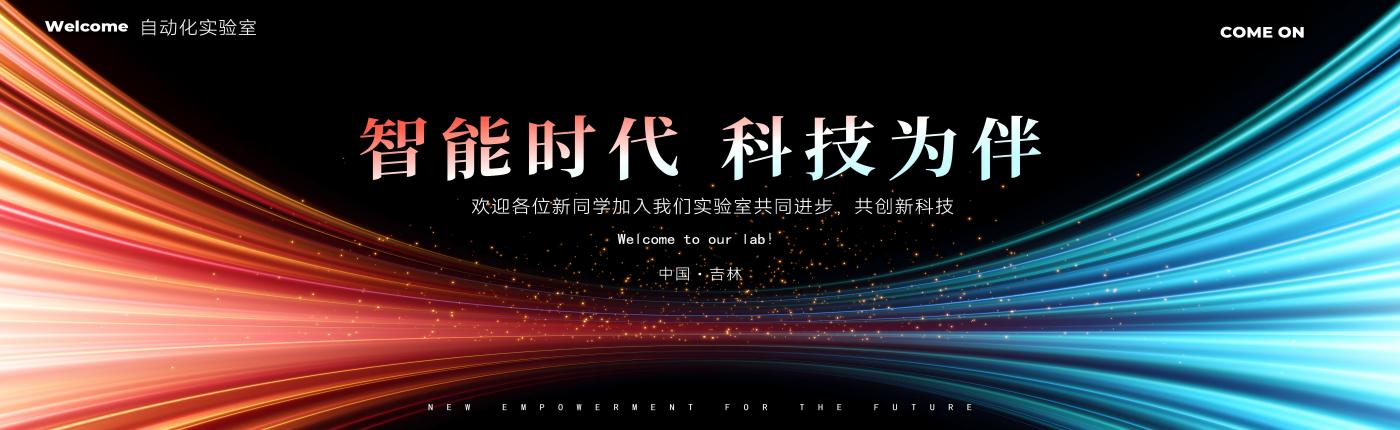 Welcome 自动化实验室
COME ON
智能时代 科技为伴
欢迎各位新同学加入我们实验室共同进步，共创新科技
Welcome to our lab!
中国·吉林
NEW EMPOWERMENT FOR THE FUTURE